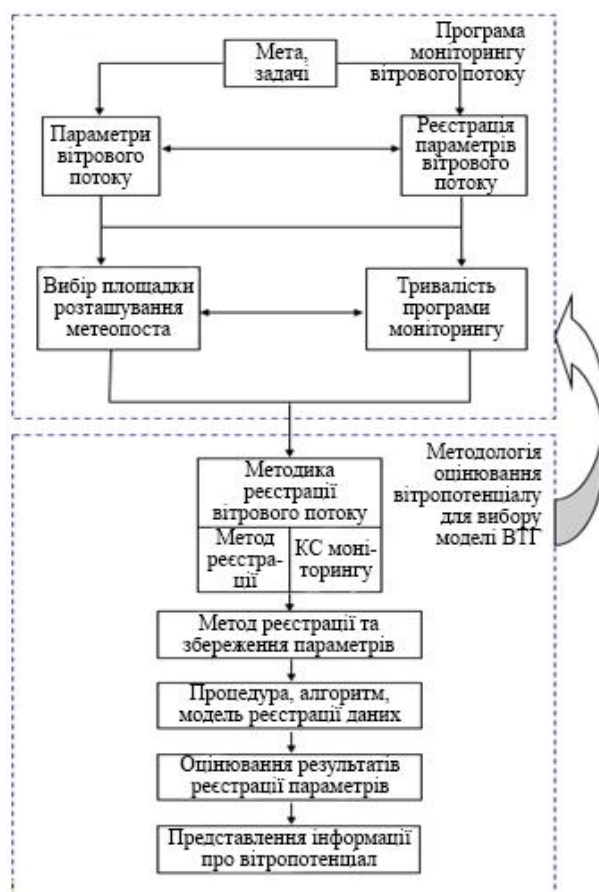 Програма
моніторингу
вітрового потоку
Мета,
задачі
Параметри
вітрового
потоку
Реєстрація
параметрів
вітрового
потоку
Вибір площадки
розташування
метеопоста
Тривалість
програми
моніторингу
Методологія
оцінювання
вітропотенціалу
для вибору
моделі ВТГ
Методика
реєстрації
вітрового потоку
Метод
реєстра-
ції
КС моні-
торингу
Метод реєстрації та
збереження параметрів
Процедура, алгоритм,
модель реєстрації даних
Оцінювання результатів
реєстрації параметрів
Представлення інформації
про вітропотенціал